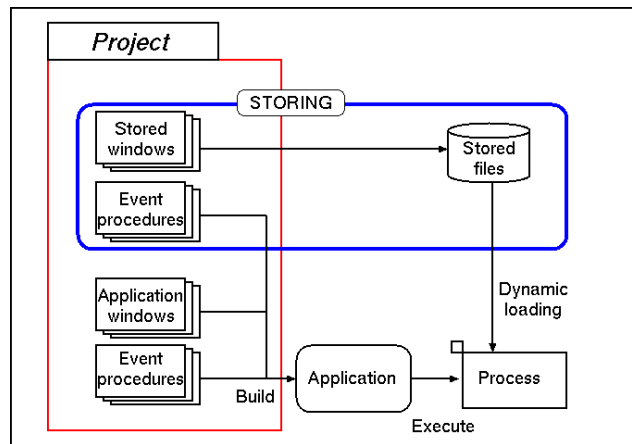 Project
STORING
Stored
windows
Stored
files
Event
procedures
Dynamic
loading
Application
windows
Event
procedures
Build
Application
Process
Execute